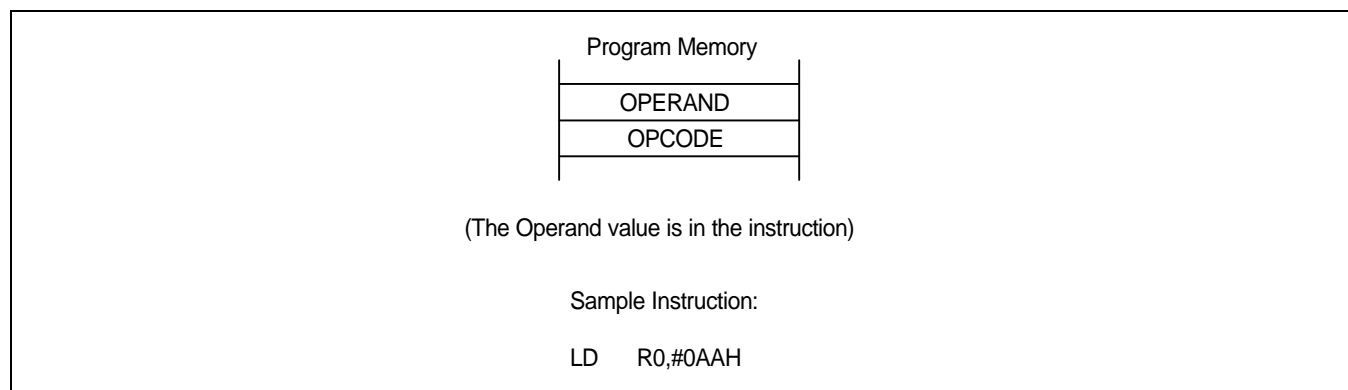 Program Memory
OPERAND
OPCODE
(The Operand value is in the instruction)
Sample Instruction:
LD R0,#0AAH